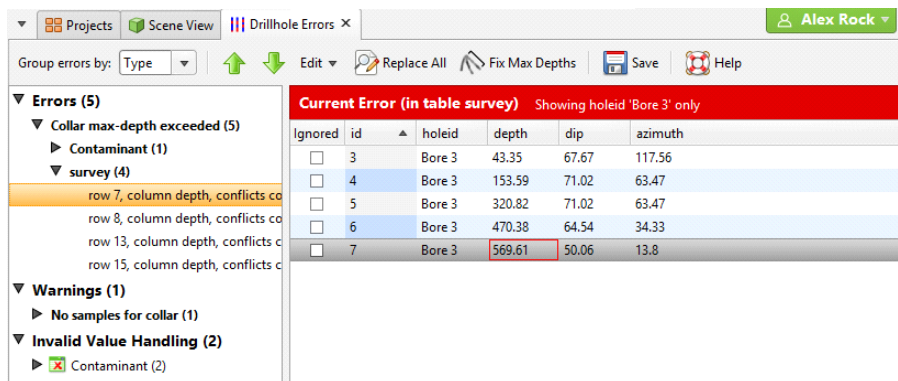 Projects Scene View Drillhole Errors ✕ Alex Rock
Group errors by: Type Edit Replace All Fix Max Depths Save Help
Errors (5)
Collar max-depth exceeded (5)
Contaminant (1)
survey (4)
row 7, column depth, conflicts co
row 8, column depth, conflicts co
row 13, column depth, conflicts c
row 15, column depth, conflicts c
Warnings (1)
No samples for collar (1)
Invalid Value Handling (2)
Contaminant (2)
Current Error (in table survey) Showing holeid 'Bore 3' only
Ignored id holeid depth dip azimuth
3 Bore 3 43.35 67.67 117.56
4 Bore 3 153.59 71.02 63.47
5 Bore 3 320.82 71.02 63.47
6 Bore 3 470.38 64.54 34.33
7 Bore 3 569.61 50.06 13.8